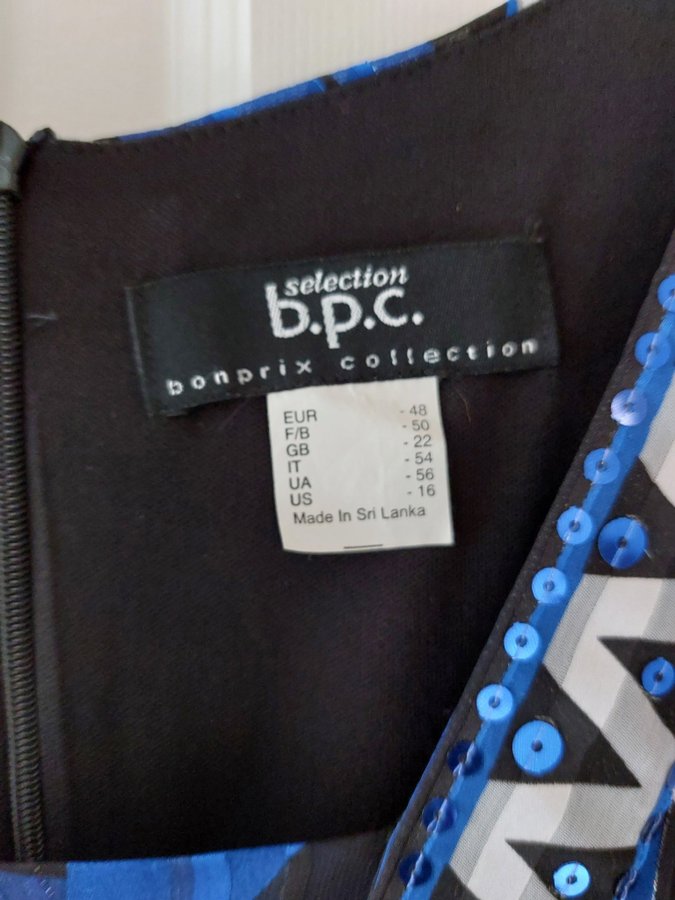 selection
b.p.c.
bonprix collection
EUR - 48
F/B - 50
GB - 22
IT - 54
UA - 56
US - 16
Made In Sri Lanka